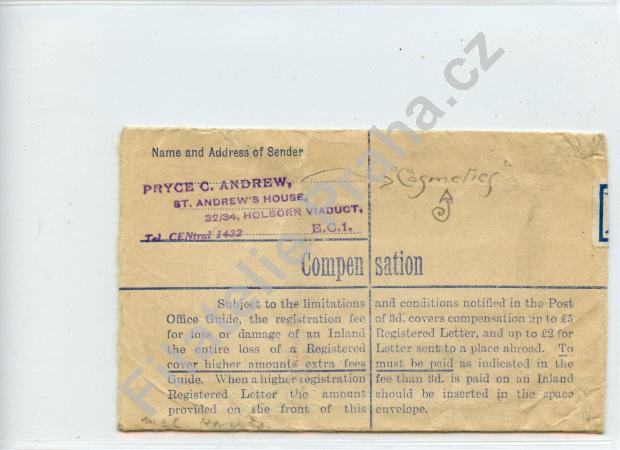 Name and Address of Sender
PRYCE C. ANDREW,
ST. ANDREW'S HOUSE,
32/34, HOLBORN VIADUCT,
Tel. CENtral 1432 E.C.1.
"Cosmetics"
Compensation
Subject to the limitations and conditions notified in the Post
Office Guide, the registration fee of 3d. covers compensation up to £5
for loss or damage of an Inland Registered Letter, and up to £2 for
the entire loss of a Registered Letter sent to a place abroad. To
cover higher amounts extra fees must be paid as indicated in the
Guide. When a higher registration fee than 3d. is paid on an Inland
Registered Letter the amount should be inserted in the space
provided on the front of this envelope.
Filatelie-Praha.cz